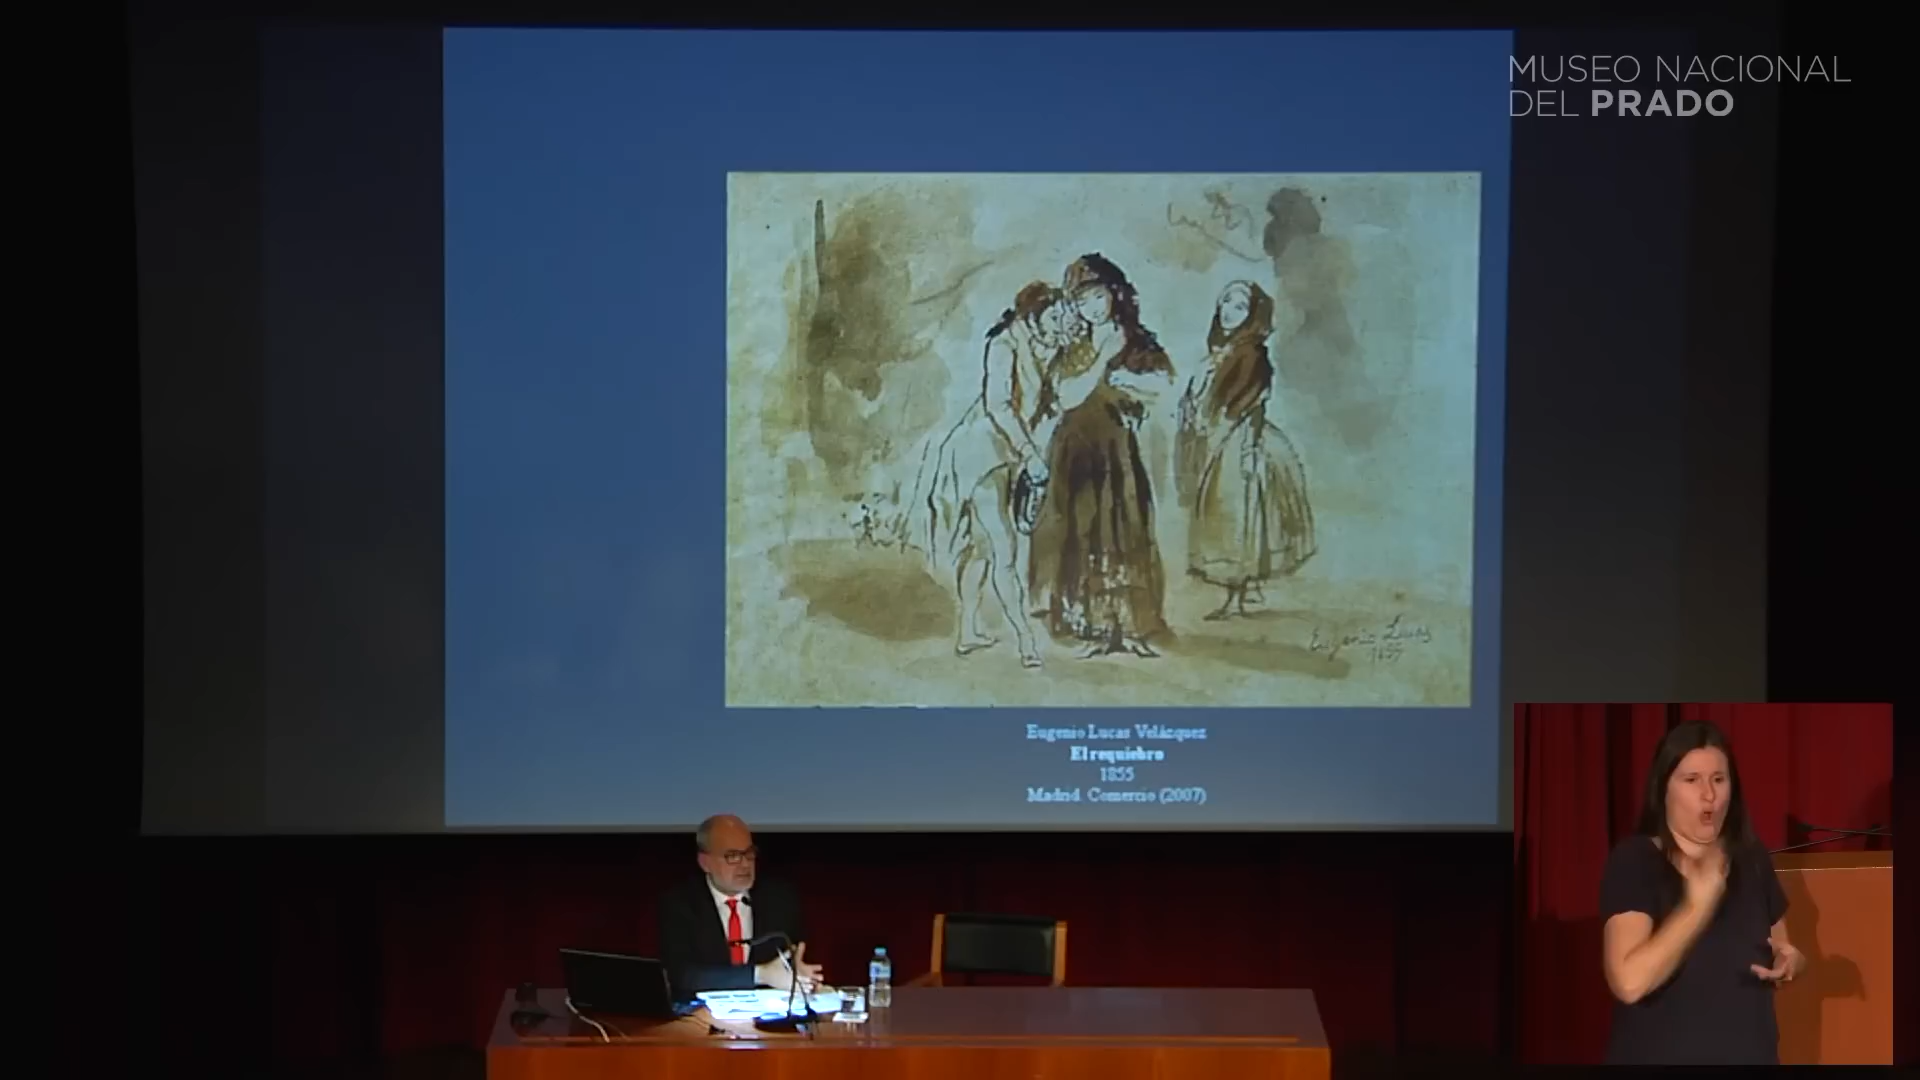 MUSEO NACIONAL
DEL PRADO
Eugenio Lucas
1855
Eugenio Lucas Velázquez
El requiebro
1855
Madrid. Comercio (2007)